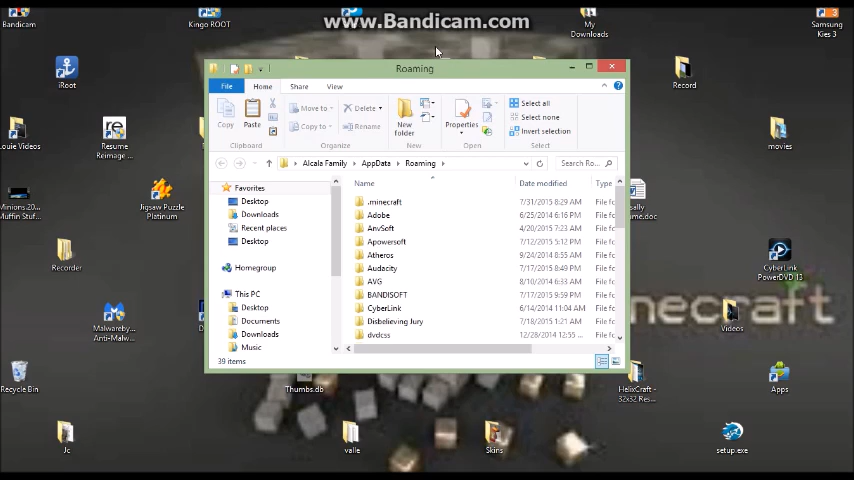 www.Bandicam.com
Bandicam
Kingo ROOT
My Downloads
Samsung Kies 3
Roaming
File
Home
Share
View
Copy
Paste
Move to
Copy to
Delete
Rename
New folder
Properties
Select all
Select none
Invert selection
Clipboard
Organize
New
Open
Select
Alcala Family
AppData
Roaming
Search Ro...
Favorites
Desktop
Downloads
Recent places
Desktop
Homegroup
This PC
Desktop
Documents
Downloads
Music
Name Date modified Type
.minecraft 7/31/2015 8:29 AM File fo
Adobe 6/25/2014 6:16 PM File fo
AnvSoft 4/20/2015 7:23 AM File fo
Apowersoft 7/12/2015 5:12 PM File fo
Atheros 9/24/2014 8:55 AM File fo
Audacity 7/17/2015 8:49 PM File fo
AVG 8/10/2014 6:33 AM File fo
BANDISOFT 7/17/2015 9:59 PM File fo
CyberLink 6/14/2014 11:04 AM File fo
Disbelieving Jury 7/18/2015 1:21 AM File fo
dvdcss 12/28/2014 12:55 ... File fo
39 items
iRoot
Record
ouie Videos
Resume Reimage ...
movies
Minions.20...
Muffin Stuf...
Jigsaw Puzzle Platinum
sally
me.doc
Recorder
CyberLink PowerDVD 13
necraft
Malwareby... Anti-Malw...
Videos
Recycle Bin
Thumbs.db
HelixCraft - 32x32 Res...
Apps
Jc
valle
Skins
setup.exe